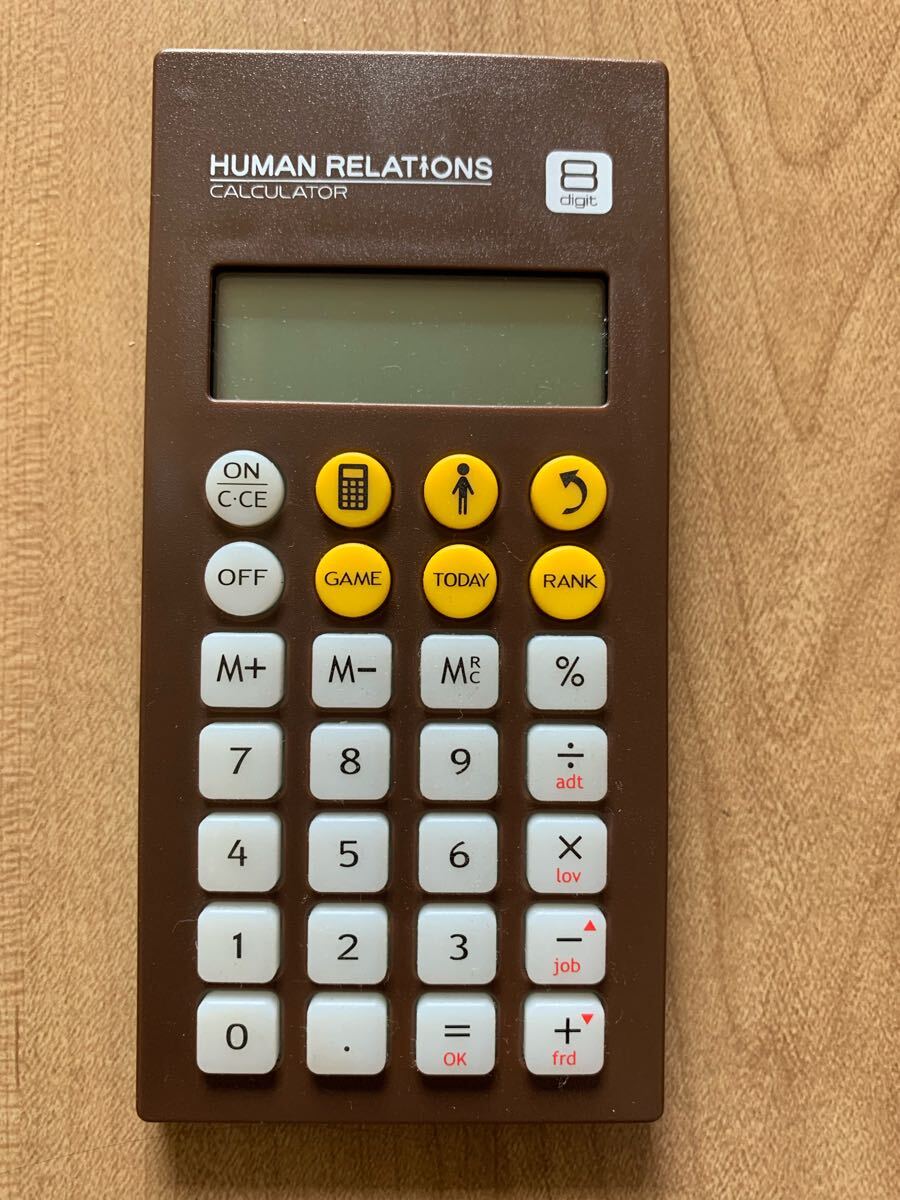 HUMAN RELATIONS
CALCULATOR
8
digit
ON
C·CE
OFF
GAME
TODAY
RANK
M+
M−
MRC
%
7
8
9
÷
adt
4
5
6
×
lov
1
2
3
−▲
job
0
.
=
OK
+▼
frd